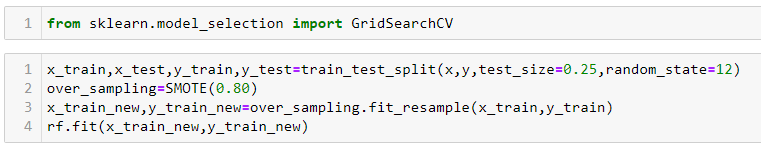 1 from sklearn.model_selection import GridSearchCV
1 x_train,x_test,y_train,y_test=train_test_split(x,y,test_size=0.25,random_state=12)
2 over_sampling=SMOTE(0.80)
3 x_train_new,y_train_new=over_sampling.fit_resample(x_train,y_train)
4 rf.fit(x_train_new,y_train_new)